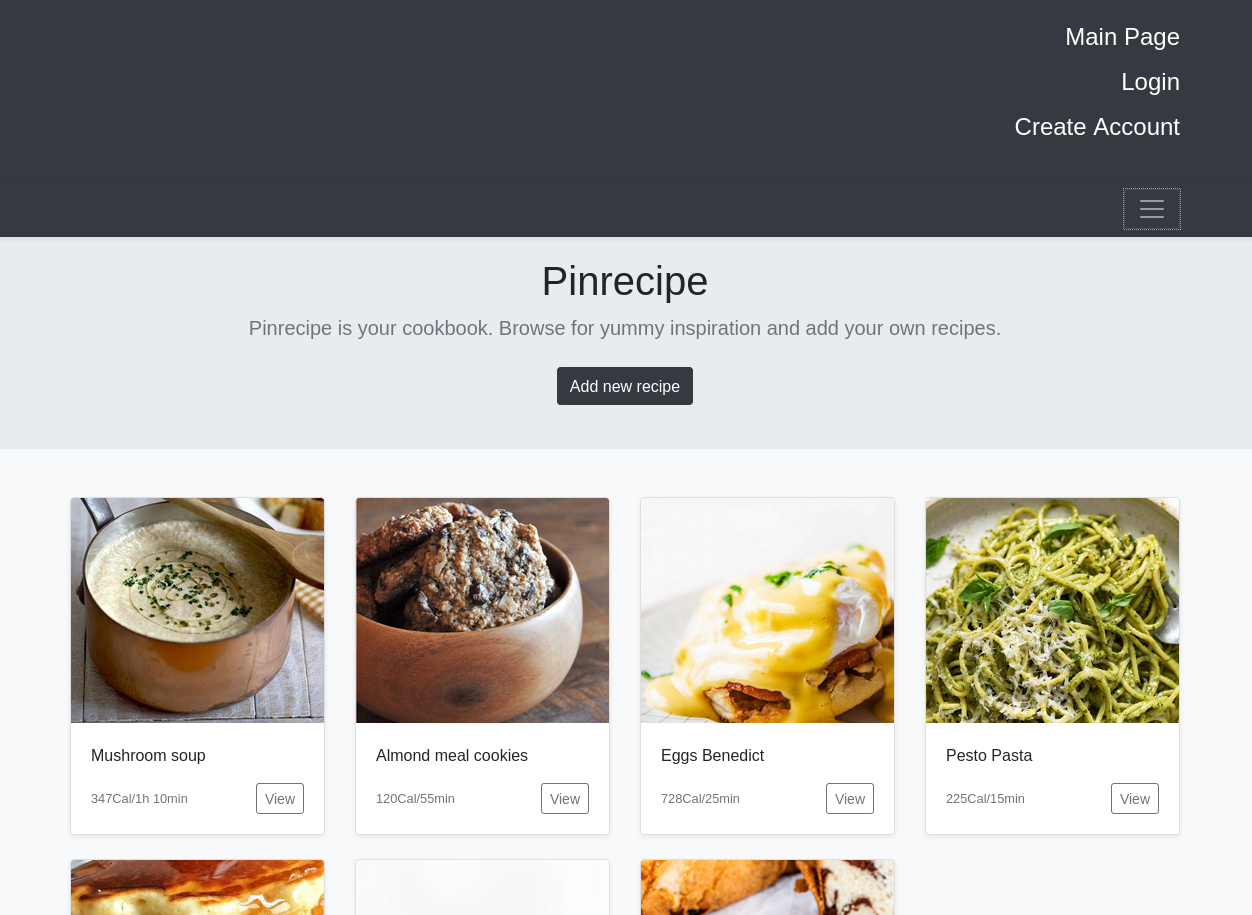 Main Page
Login
Create Account
Pinrecipe
Pinrecipe is your cookbook. Browse for yummy inspiration and add your own recipes.
Add new recipe
Mushroom soup
347Cal/1h 10min View
Almond meal cookies
120Cal/55min View
Eggs Benedict
728Cal/25min View
Pesto Pasta
225Cal/15min View